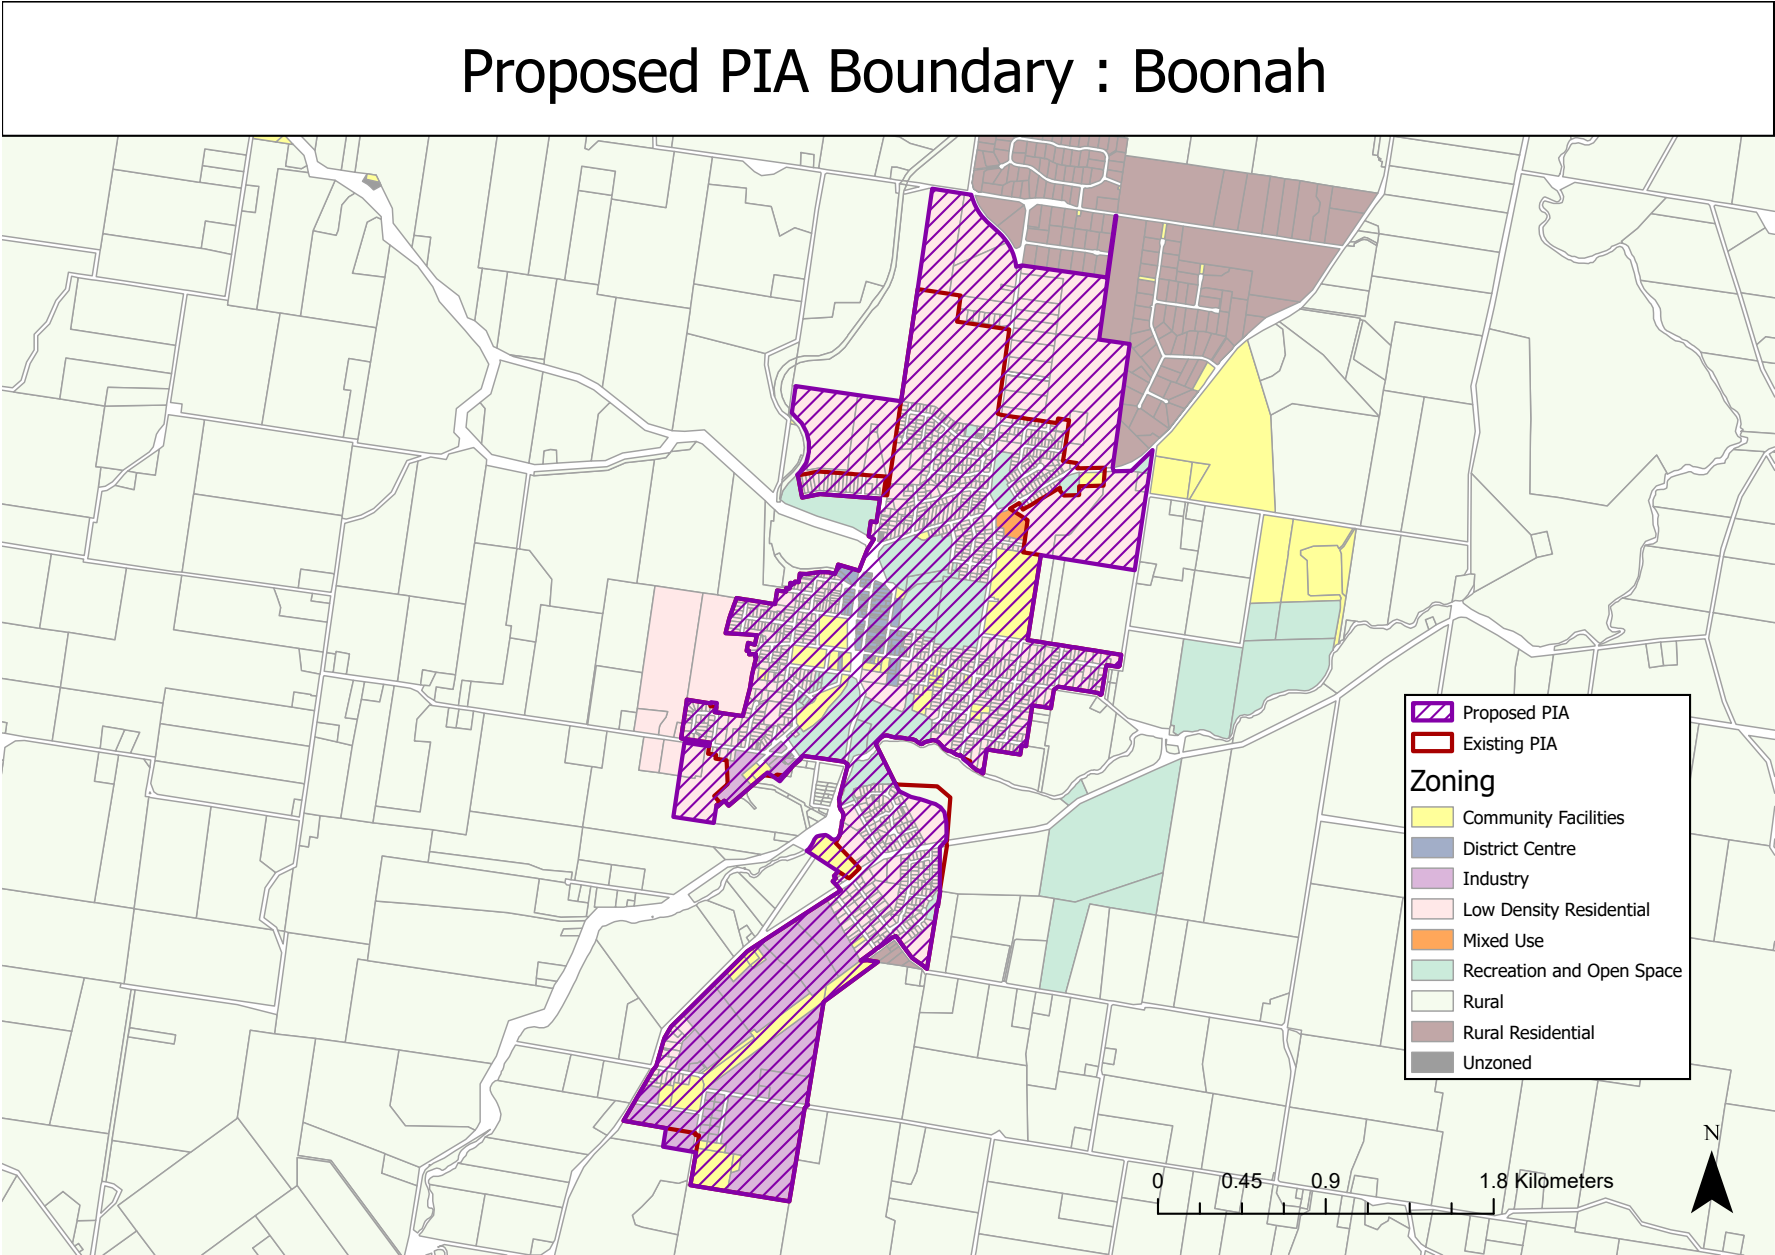 Proposed PIA Boundary : Boonah
Proposed PIA
Existing PIA
Zoning
Community Facilities
District Centre
Industry
Low Density Residential
Mixed Use
Recreation and Open Space
Rural
Rural Residential
Unzoned
N
0 0.45 0.9 1.8 Kilometers